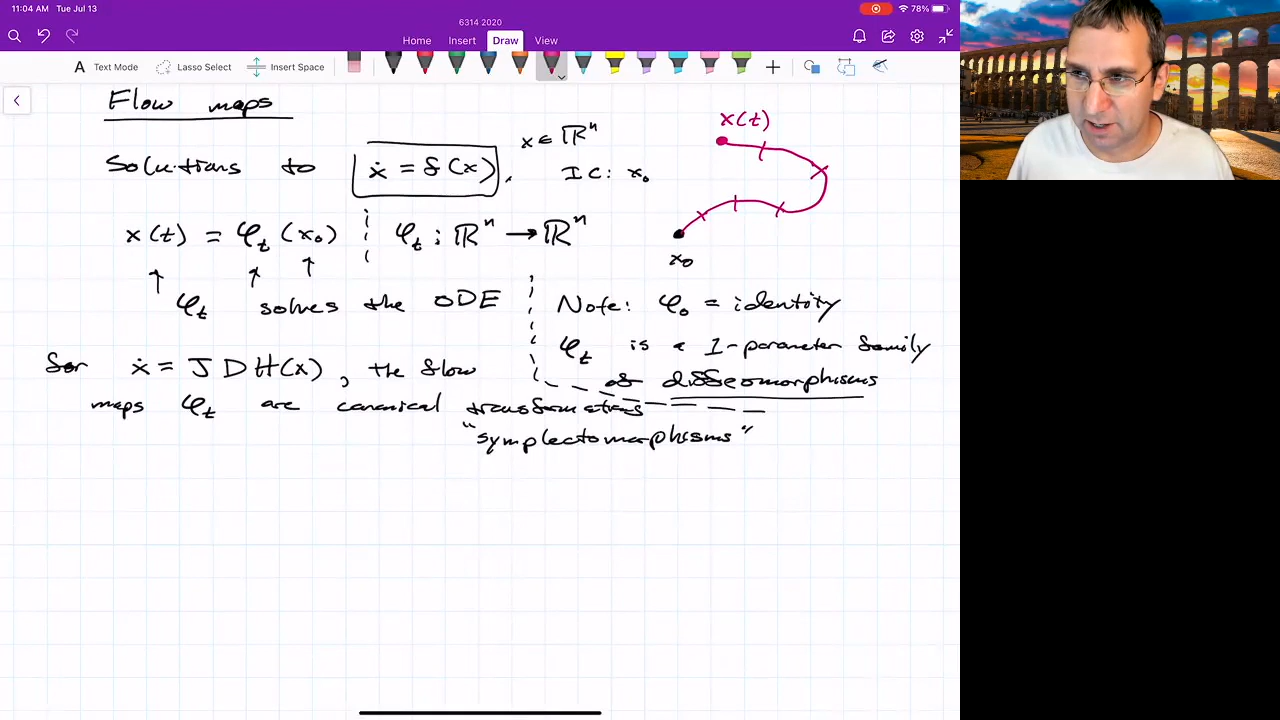 11:04 AM Tue Jul 13
78%
6314 2020
Home Insert Draw View
Text Mode Lasso Select Insert Space
Flow maps
Solutions to ẋ = f(x), x ∈ ℝⁿ IC: x₀
x(t) = φₜ(x₀) φₜ : ℝⁿ → ℝⁿ
φₜ solves the ODE
x(t)
x₀
Note: φ₀ = identity
φₜ is a 1-parameter family
of diffeomorphisms
for ẋ = J D H(x), the flow
maps φₜ are canonical transformations
"symplectomorphisms"